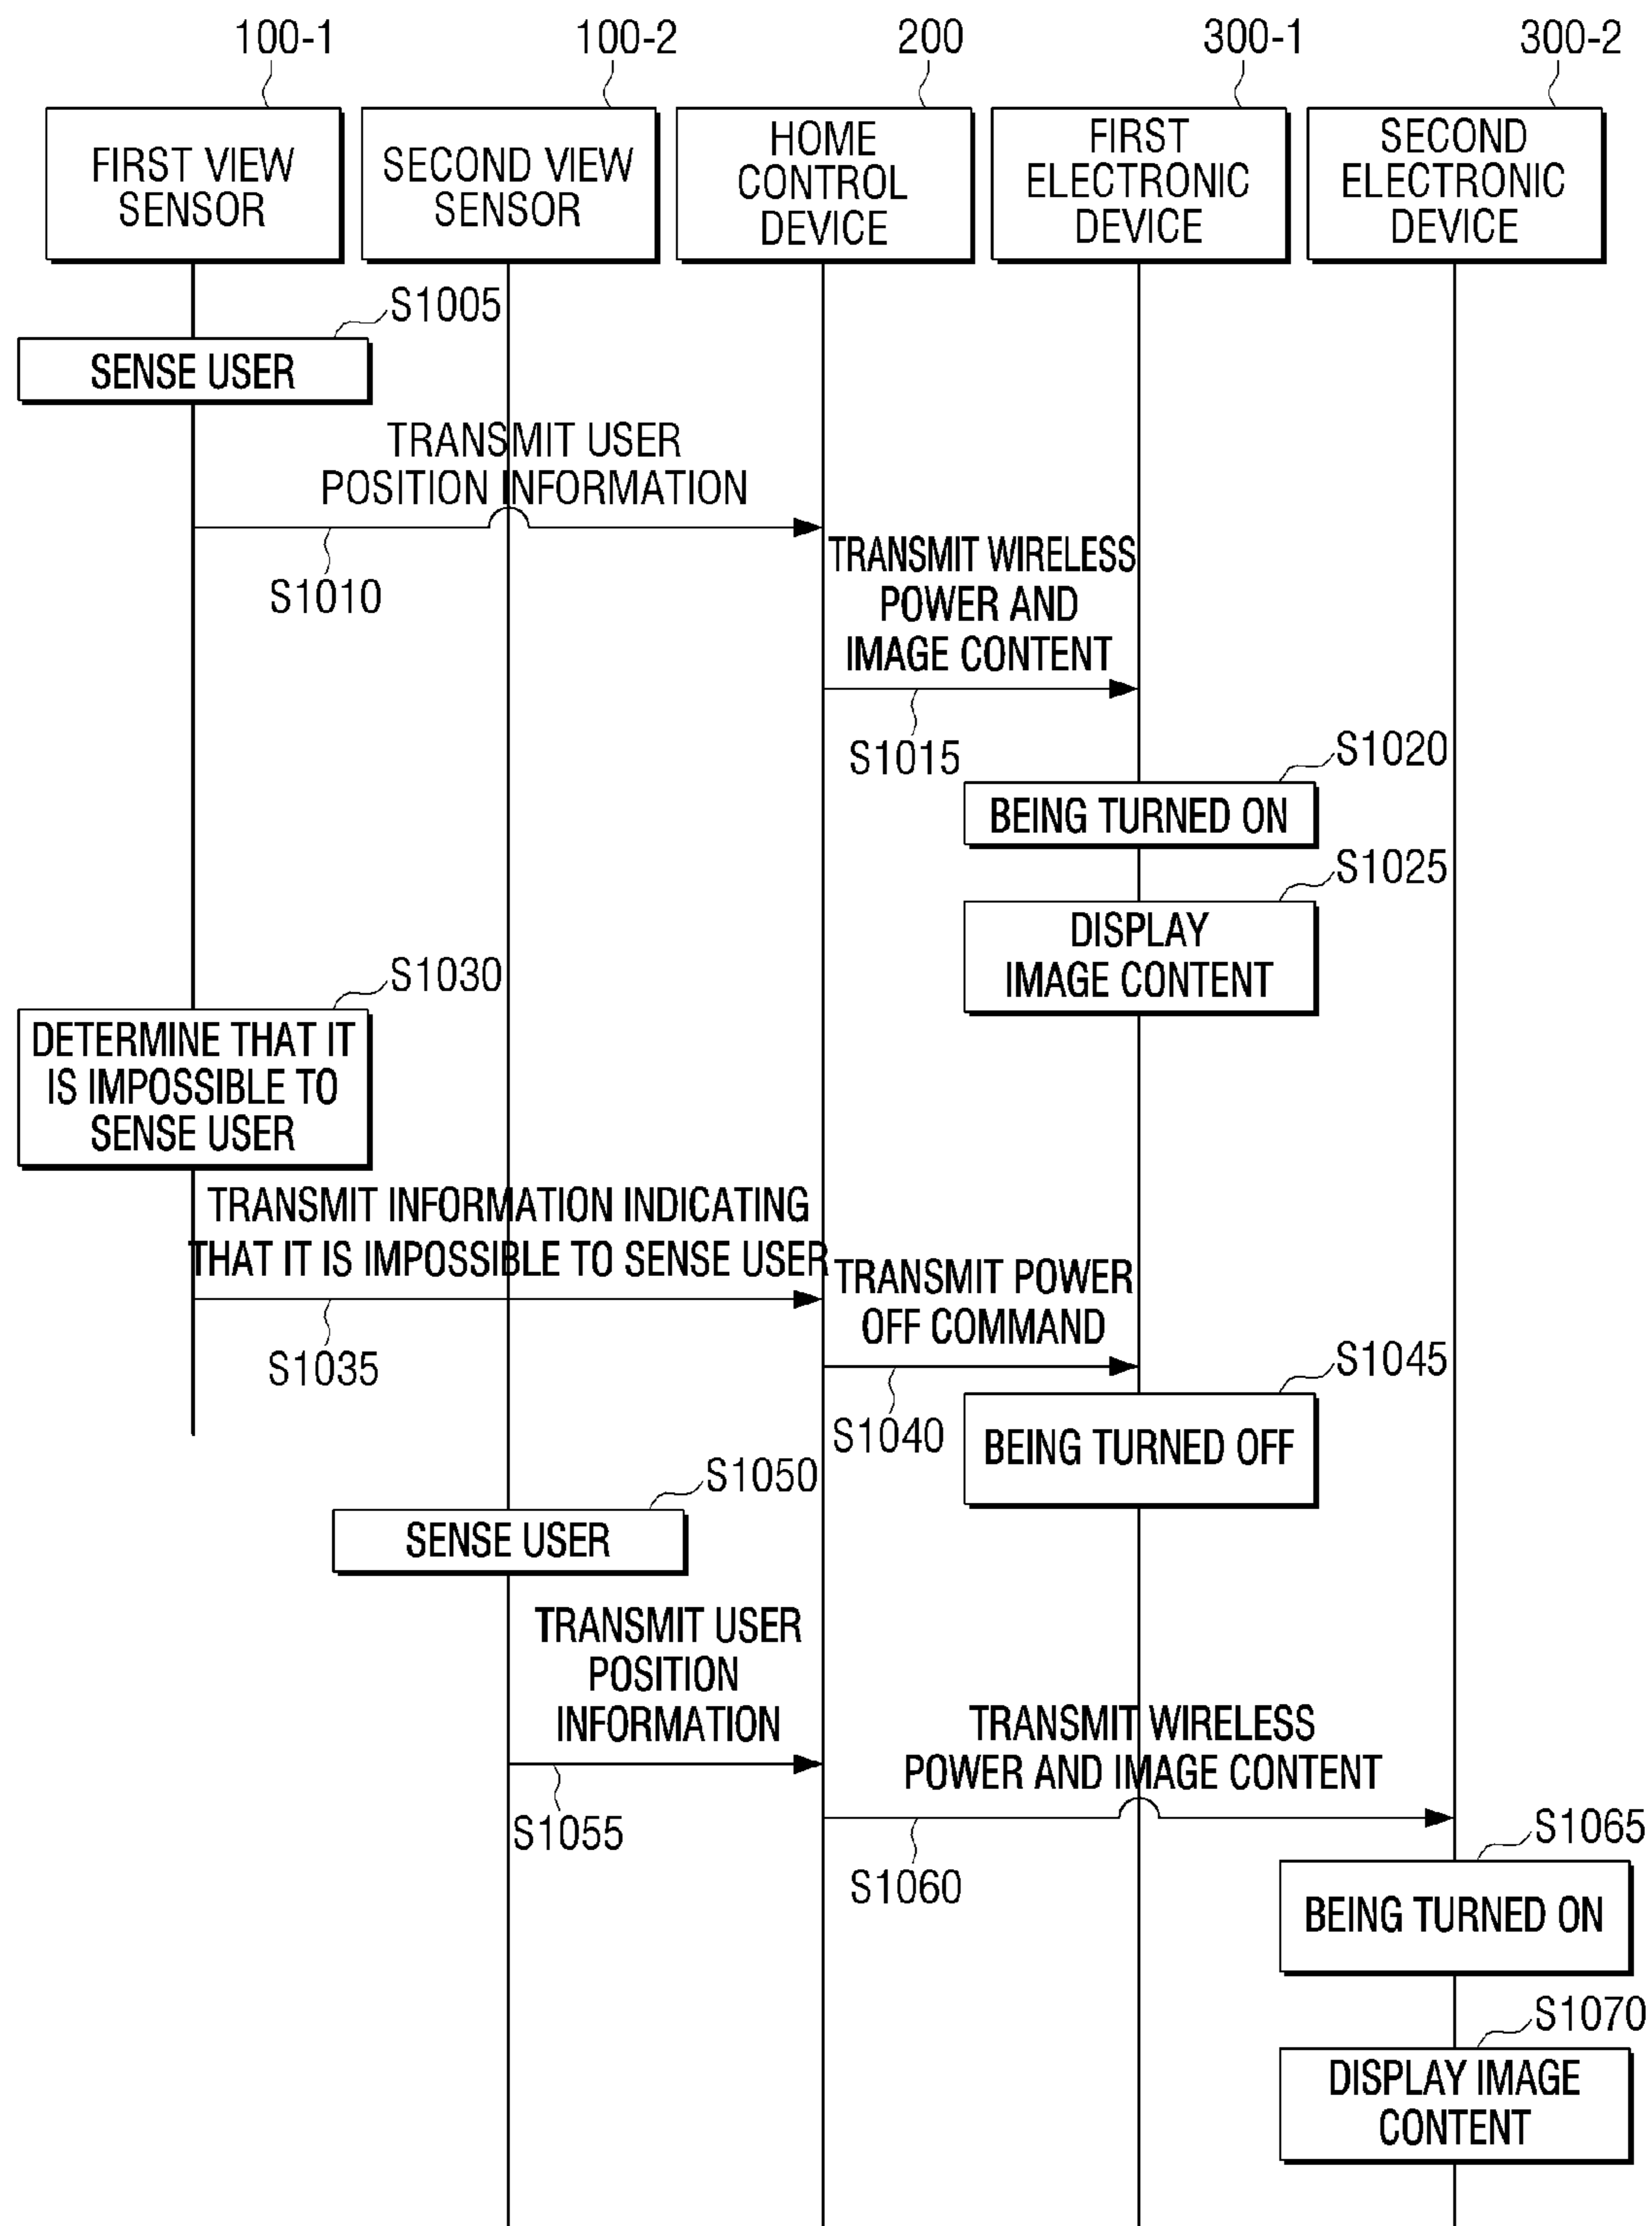 100-1
100-2
200
300-1
300-2
FIRST VIEW
SENSOR
SECOND VIEW
SENSOR
HOME
CONTROL
DEVICE
FIRST
ELECTRONIC
DEVICE
SECOND
ELECTRONIC
DEVICE
S1005
SENSE USER
TRANSMIT USER
POSITION INFORMATION
S1010
TRANSMIT WIRELESS
POWER AND
IMAGE CONTENT
S1015
S1020
BEING TURNED ON
S1025
DISPLAY
IMAGE CONTENT
S1030
DETERMINE THAT IT
IS IMPOSSIBLE TO
SENSE USER
TRANSMIT INFORMATION INDICATING
THAT IT IS IMPOSSIBLE TO SENSE USER
S1035
TRANSMIT POWER
OFF COMMAND
S1040
S1045
BEING TURNED OFF
S1050
SENSE USER
TRANSMIT USER
POSITION
INFORMATION
S1055
TRANSMIT WIRELESS
POWER AND IMAGE CONTENT
S1060
S1065
BEING TURNED ON
S1070
DISPLAY IMAGE
CONTENT